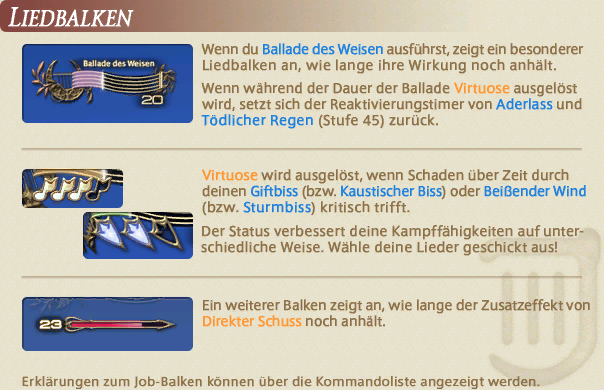 LIEDBALKEN
Ballade des Weisen
20
Wenn du Ballade des Weisen ausführst, zeigt ein besonderer
Liedbalken an, wie lange ihre Wirkung noch anhält.
Wenn während der Dauer der Ballade Virtuose ausgelöst
wird, setzt sich der Reaktivierungstimer von Aderlass und
Tödlicher Regen (Stufe 45) zurück.
Virtuose wird ausgelöst, wenn Schaden über Zeit durch
deinen Giftbiss (bzw. Kaustischer Biss) oder Beißender Wind
(bzw. Sturmbiss) kritisch trifft.
Der Status verbessert deine Kampffähigkeiten auf unter-
schiedliche Weise. Wähle deine Lieder geschickt aus!
23
Ein weiterer Balken zeigt an, wie lange der Zusatzeffekt von
Direkter Schuss noch anhält.
Erklärungen zum Job-Balken können über die Kommandoliste angezeigt werden.